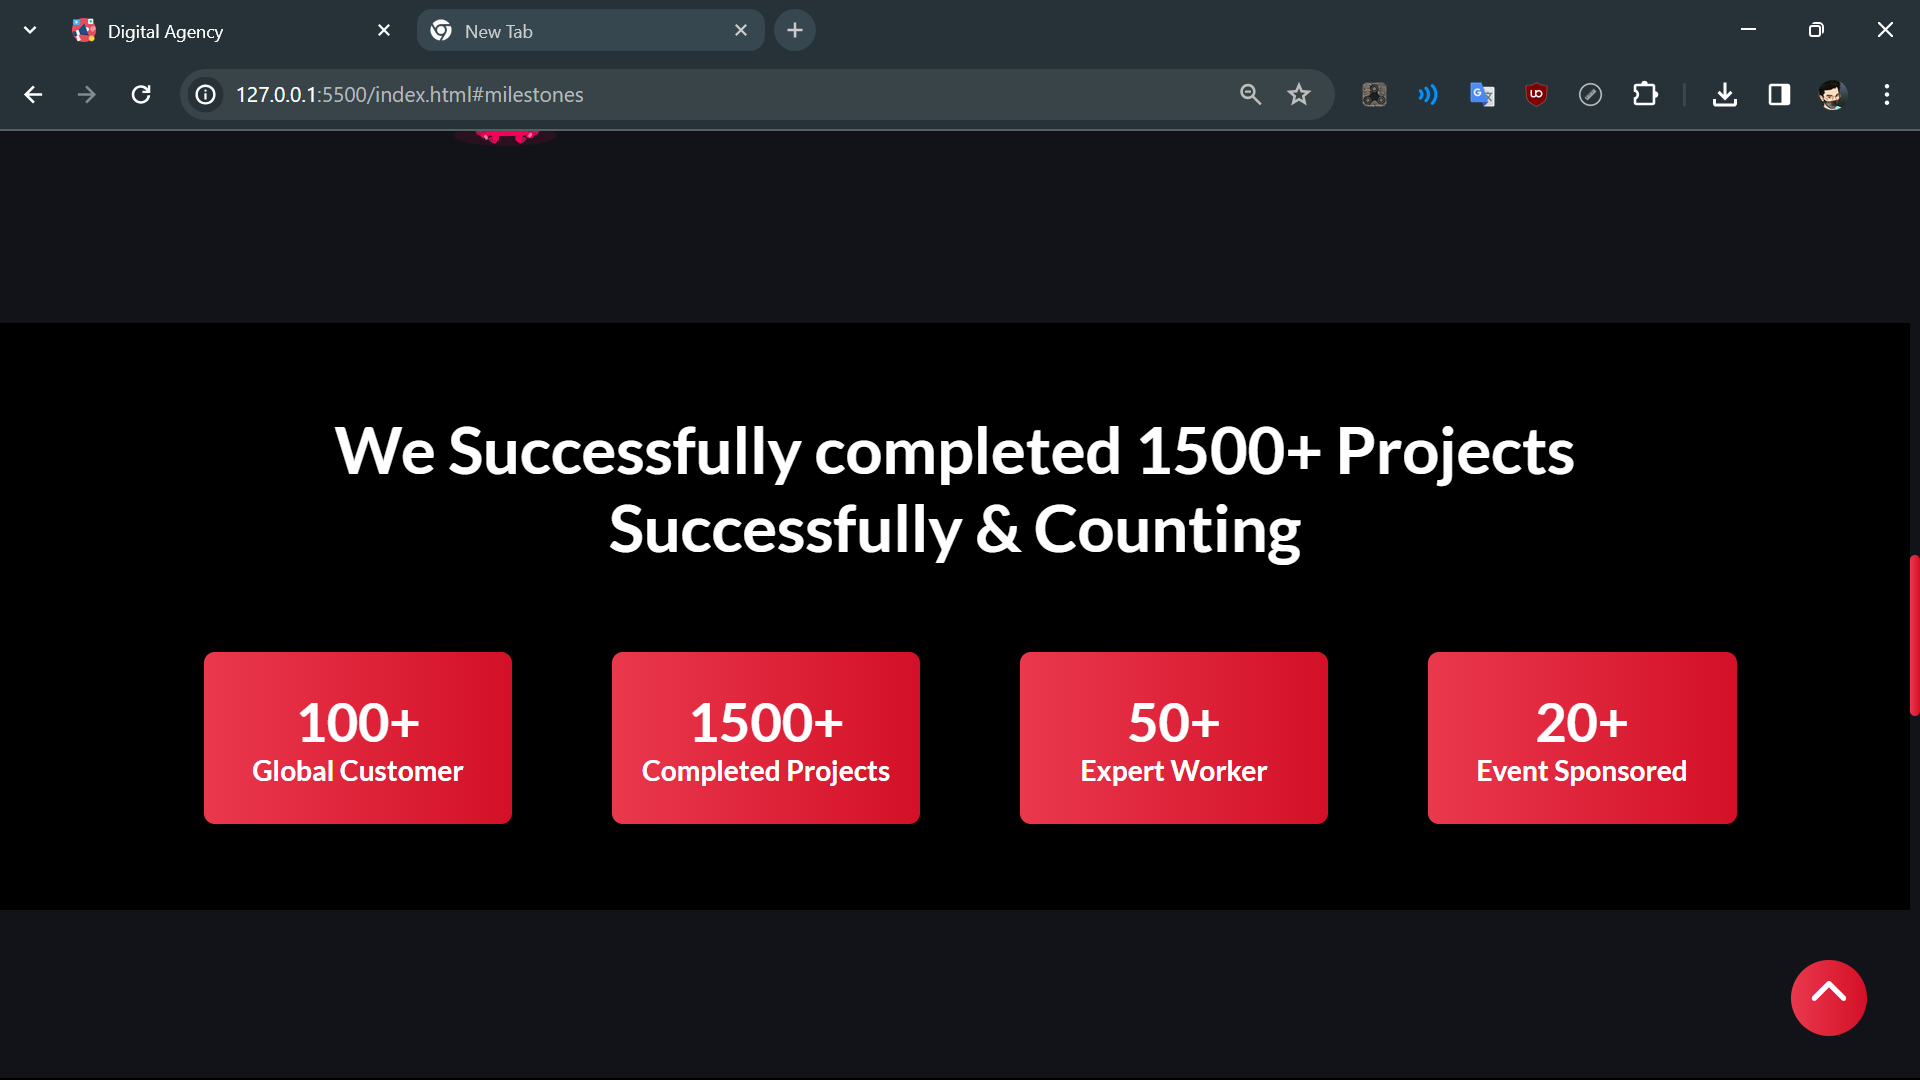 Digital Agency
New Tab
127.0.0.1:5500/index.html#milestones
We Successfully completed 1500+ Projects
Successfully & Counting
100+
Global Customer
1500+
Completed Projects
50+
Expert Worker
20+
Event Sponsored